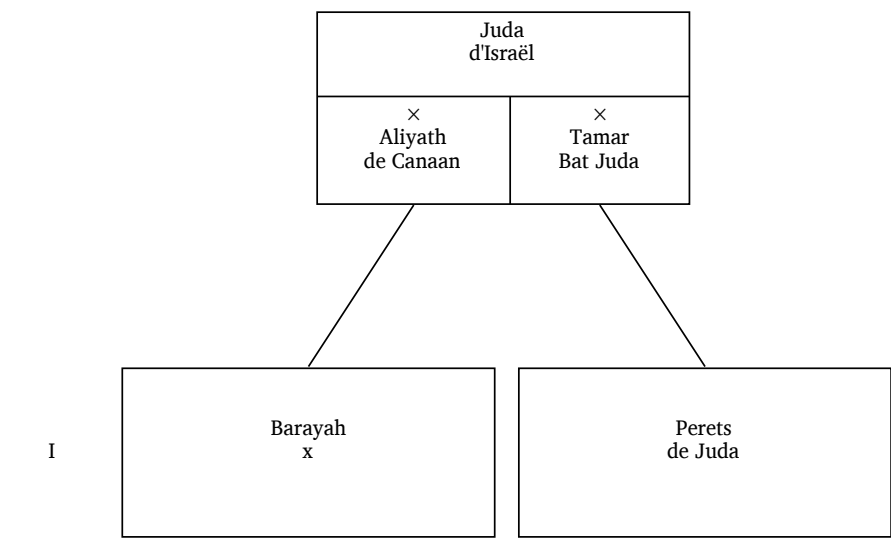 Juda
d'Israël
×
Aliyath
de Canaan
×
Tamar
Bat Juda
I
Barayah
x
Perets
de Juda